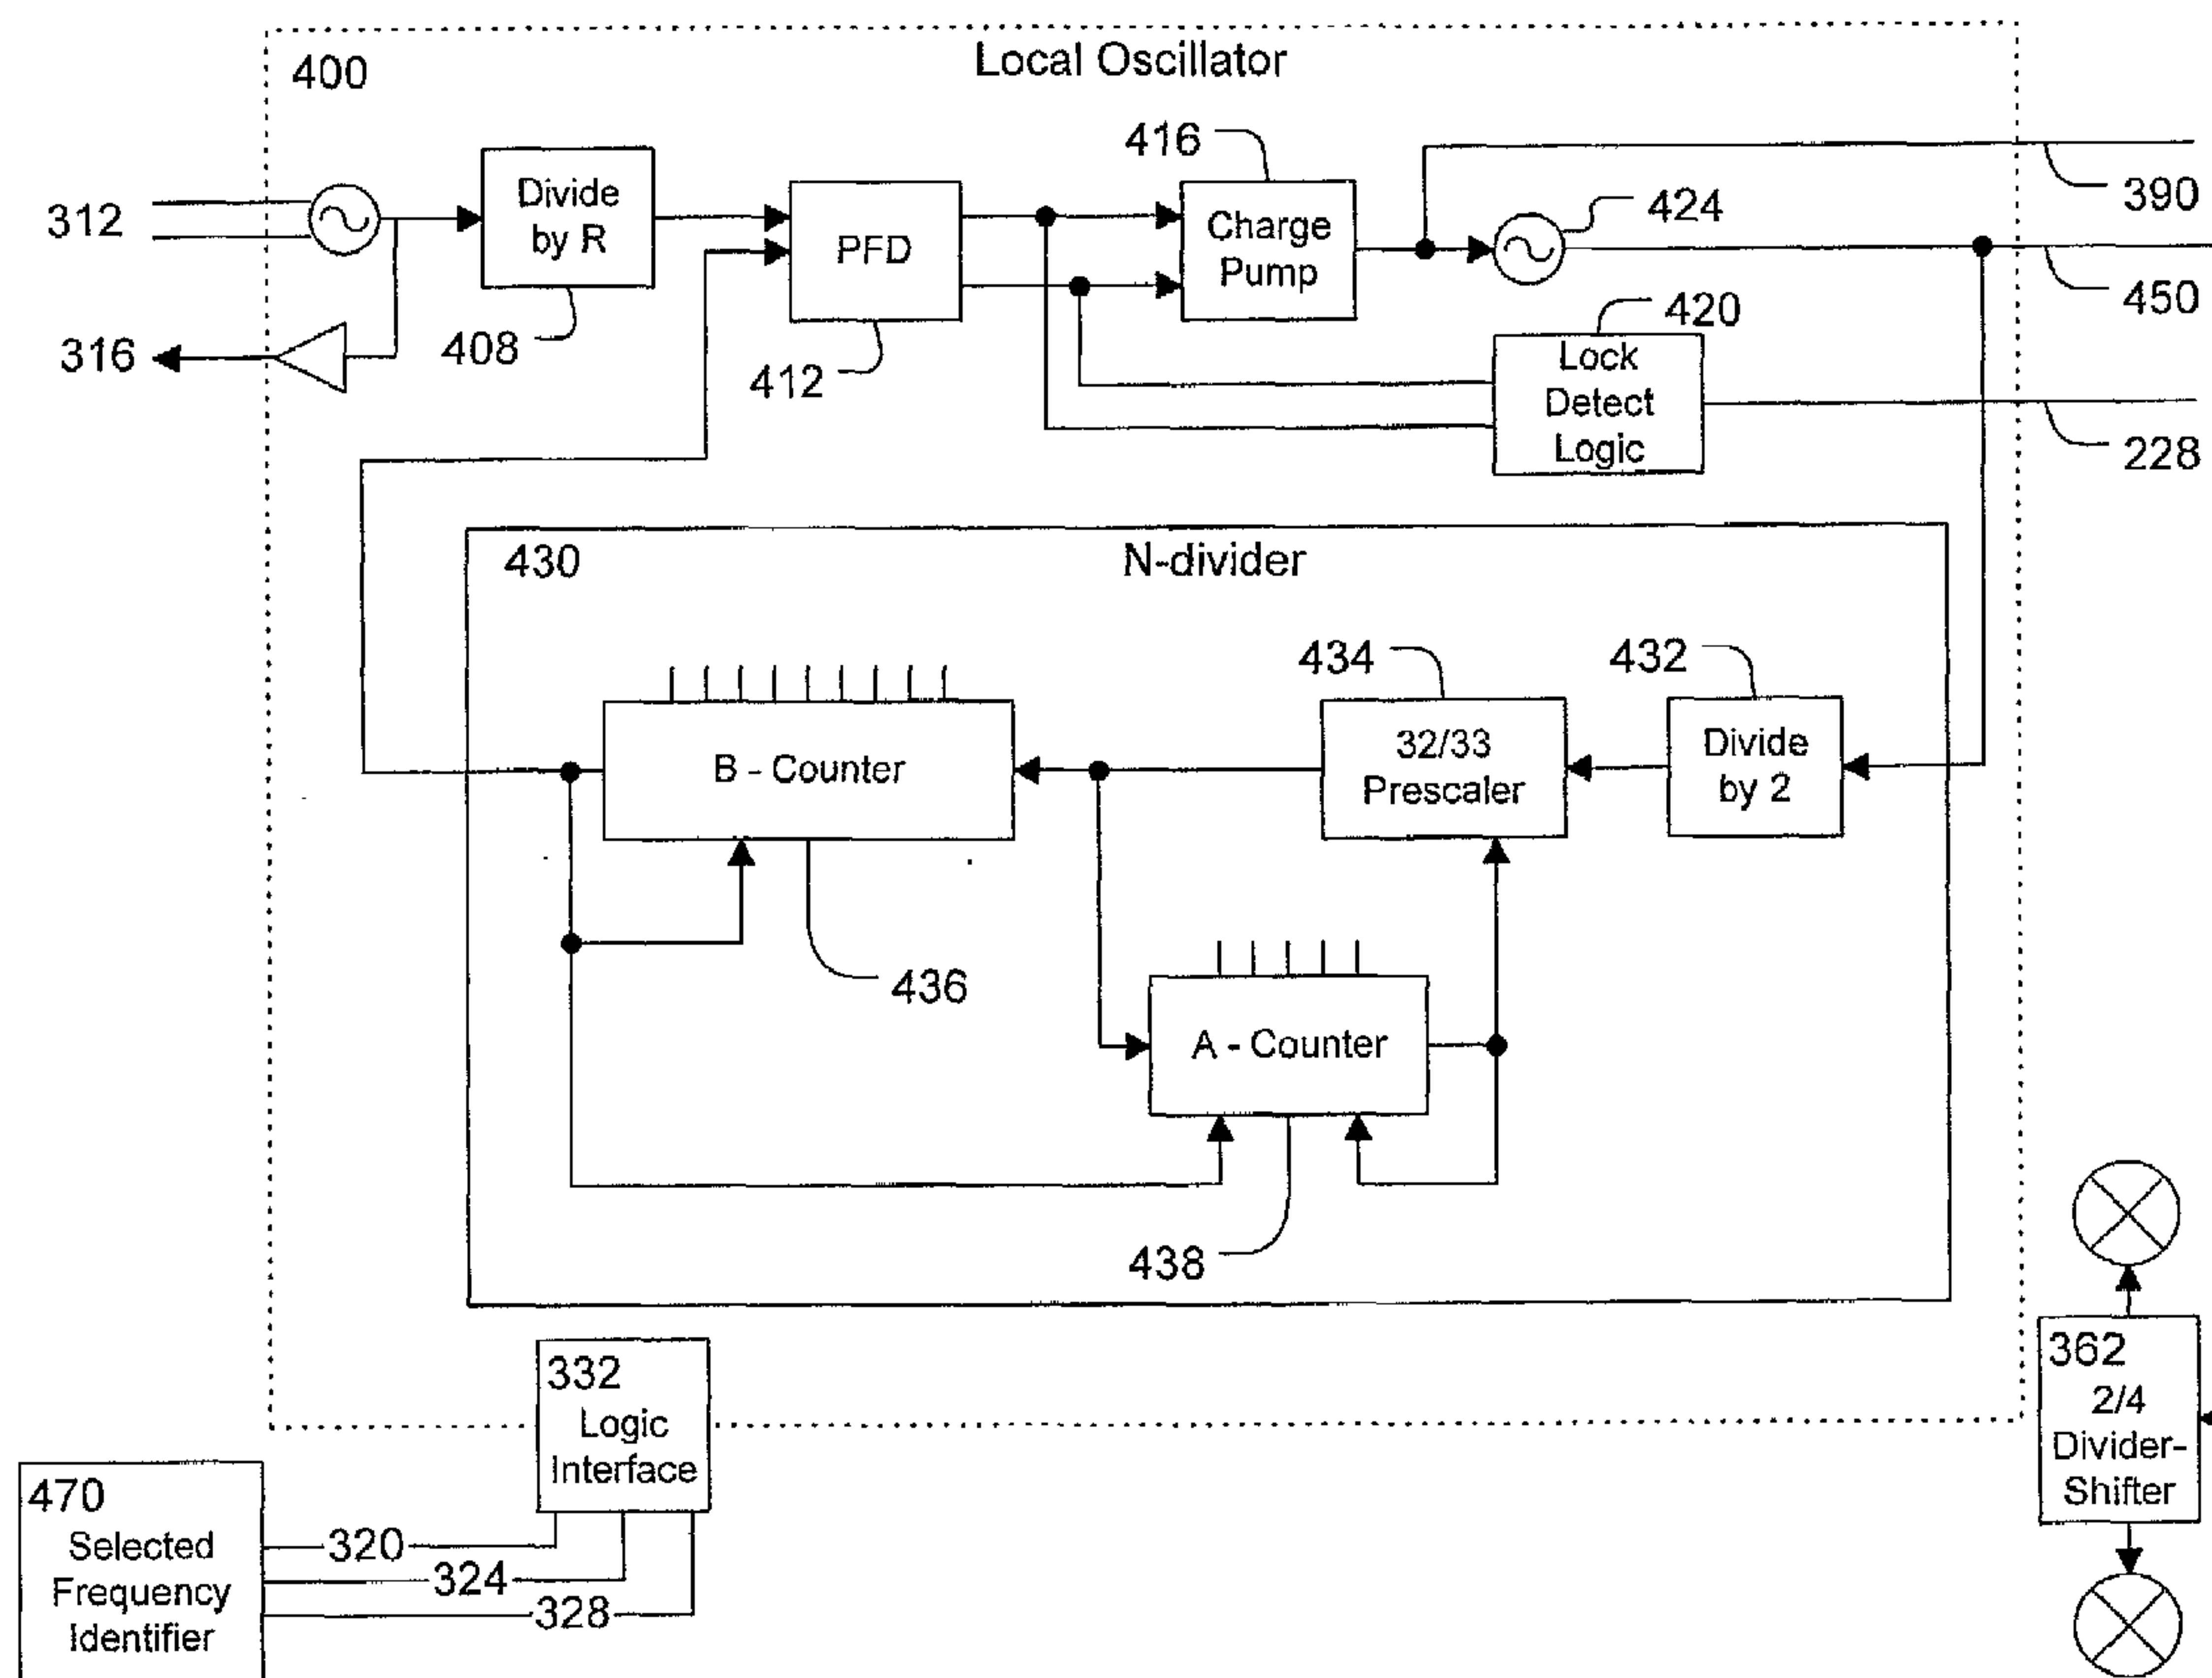 Local Oscillator
400
416
312
Divide
by R
PFD
Charge
Pump
424
390
450
316
408
412
420
Lock
Detect
Logic
228
430
N-divider
434
432
B - Counter
32/33
Prescaler
Divide
by 2
436
A - Counter
438
332
Logic
Interface
362
2/4
Divider-
Shifter
470
Selected
Frequency
Identifier
320
324
328